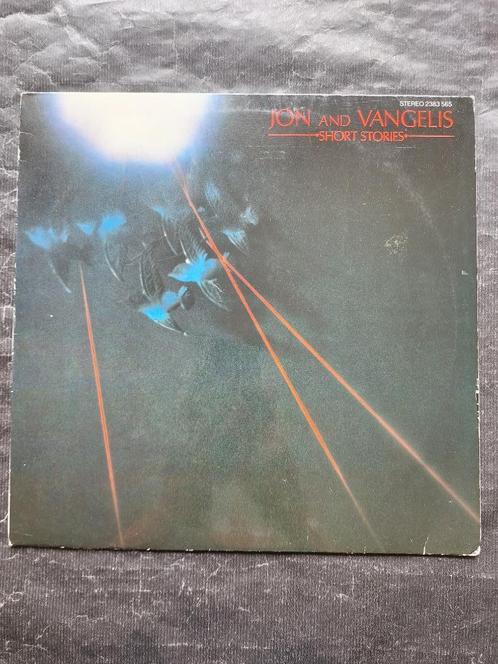 STEREO 2383 565
JON AND VANGELIS
•SHORT STORIES•